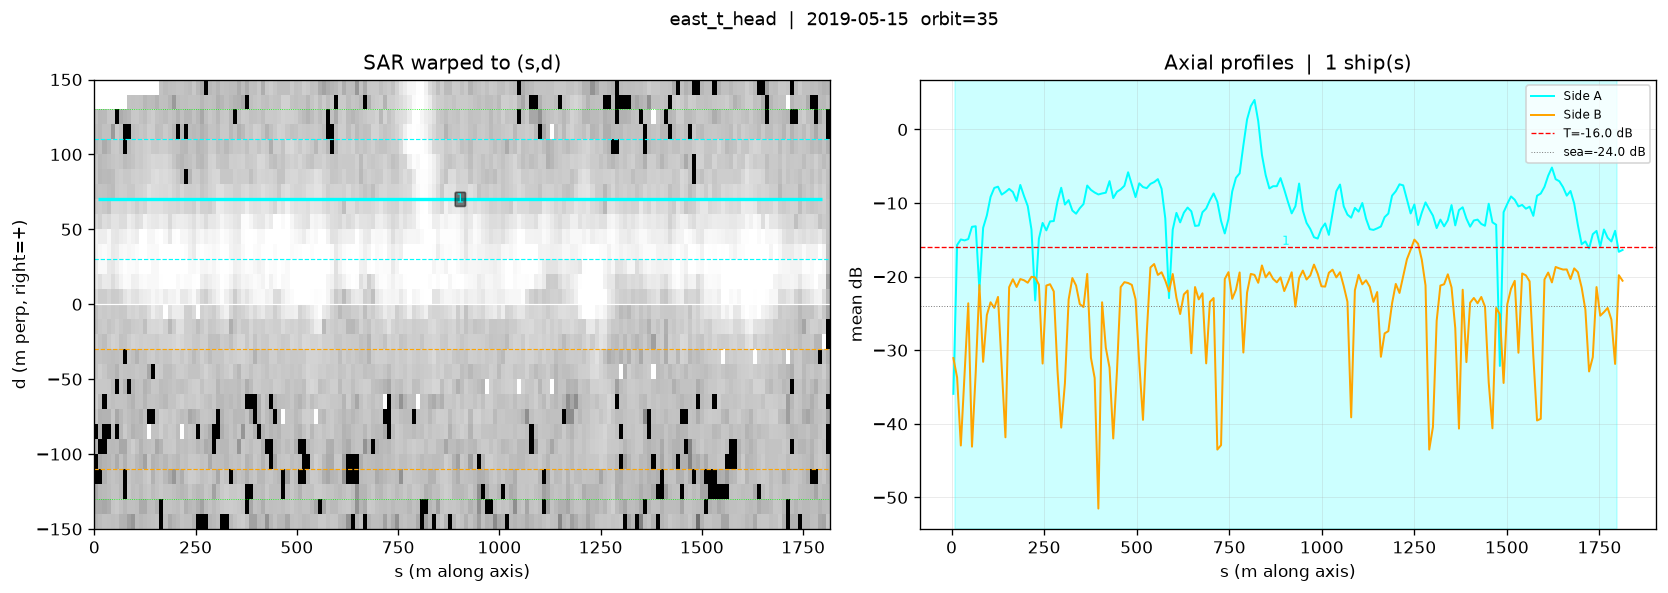 east_t_head  |  2019-05-15  orbit=35
SAR warped to (s,d)
150
100
50
0
−50
−100
−150
d (m perp, right=+)
1
0
250
500
750
1000
1250
1500
1750
s (m along axis)
Axial profiles  |  1 ship(s)
0
−10
−20
−30
−40
−50
mean dB
Side A
Side B
T=-16.0 dB
sea=-24.0 dB
1
0
250
500
750
1000
1250
1500
1750
s (m along axis)